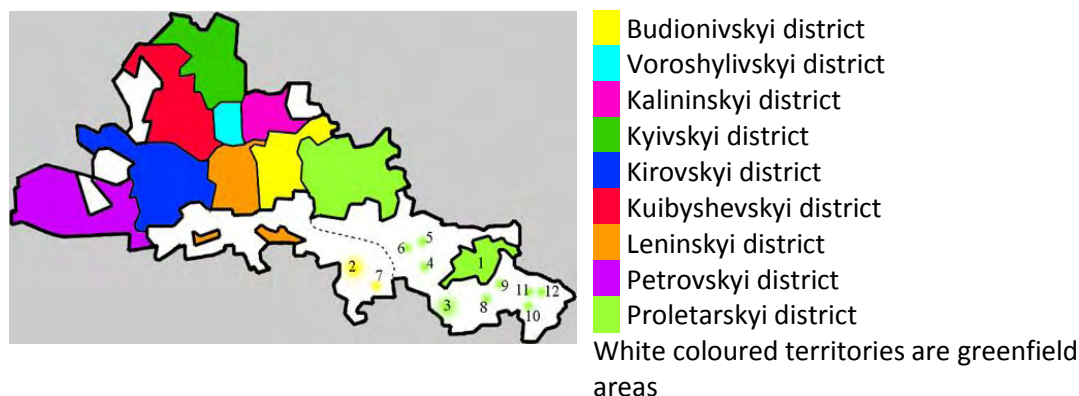 Budionivskyi district
Voroshylivskyi district
Kalininskyi district
Kyivskyi district
Kirovskyi district
Kuibyshevskyi district
Leninskyi district
Petrovskyi district
Proletarskyi district
White coloured territories are greenfield
areas
5
6
4
1
2
7
9
3
8
11
12
10